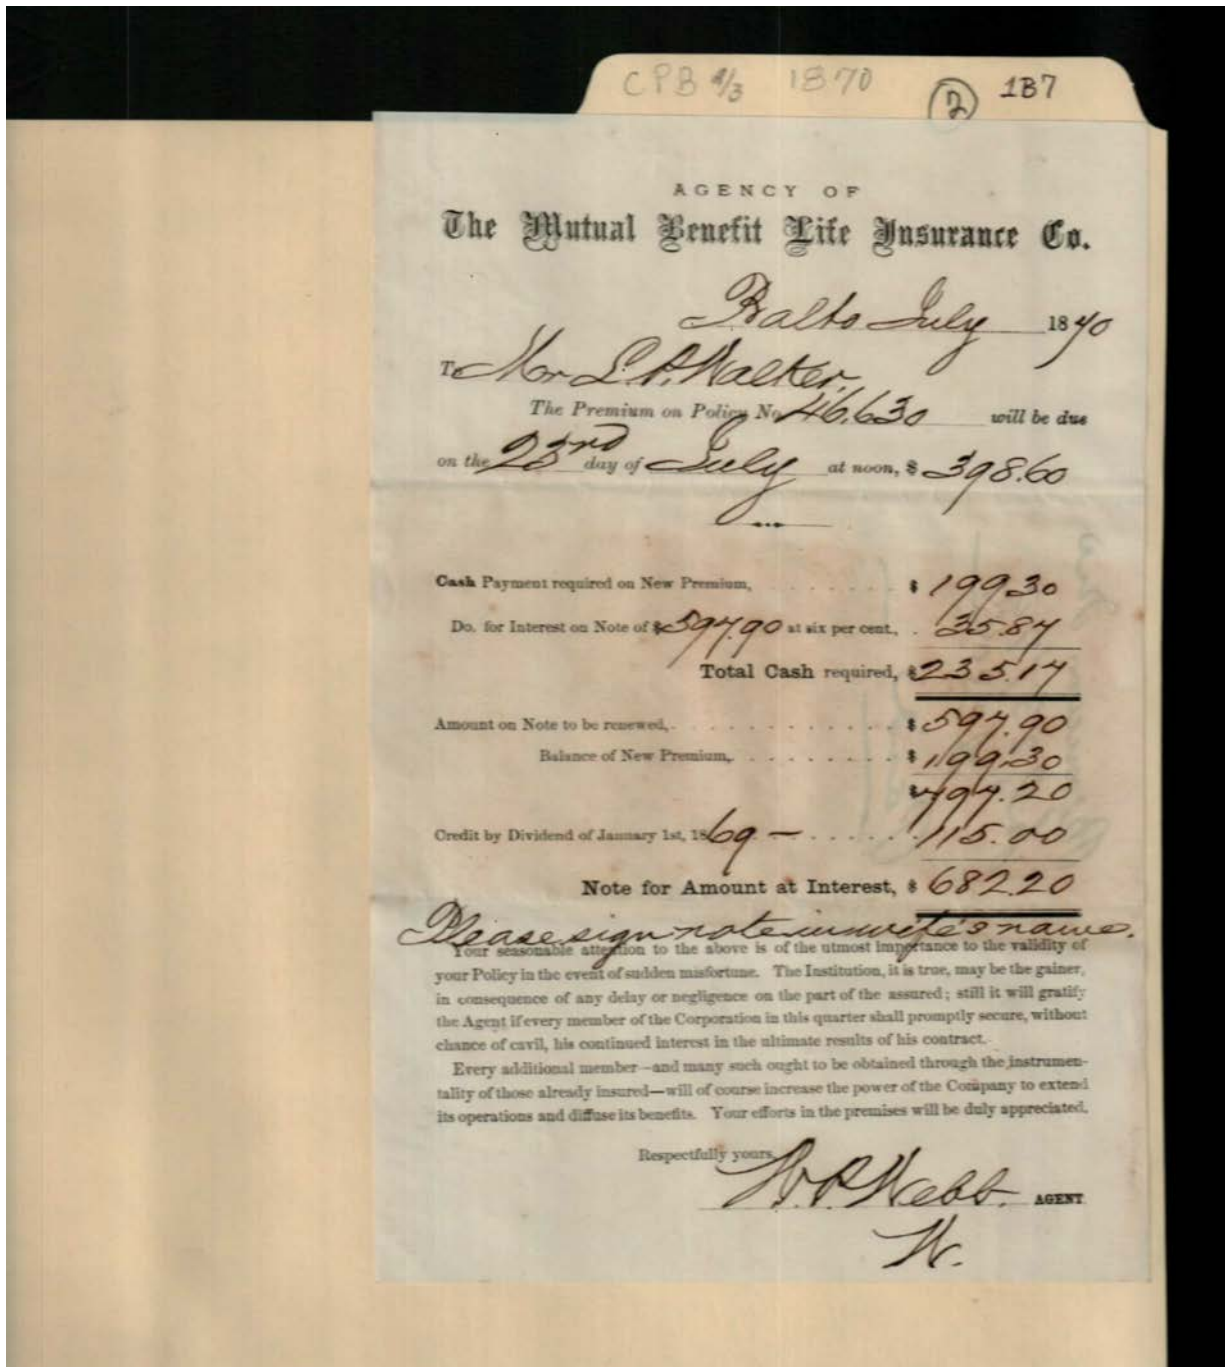 CPB 4/3 1870 2 1B7
AGENCY OF
The Mutual Benefit Life Insurance Co.
Balto July 1870
To Mr S. P. Walker.
The Premium on Policy No 46,630 will be due
on the 23rd day of July at noon, $ 398.60
Cash Payment required on New Premium, . . . . . . . $ 199.30
Do. for Interest on Note of $597.90 at six per cent., . 35.87
Total Cash required, $235.17
Amount on Note to be renewed, . . . . . . . . . . . $ 597.90
Balance of New Premium, . . . . . . . . . $ 199.30
$797.20
Credit by Dividend of January 1st, 1869 — . . . . . . 115.00
Note for Amount at Interest, $ 682.20
Please sign note in wife's name.
Your seasonable attention to the above is of the utmost importance to the validity of
your Policy in the event of sudden misfortune. The Institution, it is true, may be the gainer,
in consequence of any delay or negligence on the part of the assured; still it will gratify
the Agent if every member of the Corporation in this quarter shall promptly secure, without
chance of cavil, his continued interest in the ultimate results of his contract.
Every additional member—and many such ought to be obtained through the instrumen-
tality of those already insured—will of course increase the power of the Company to extend
its operations and diffuse its benefits. Your efforts in the premises will be duly appreciated.
Respectfully yours,
W. P. Webb. AGENT
W.